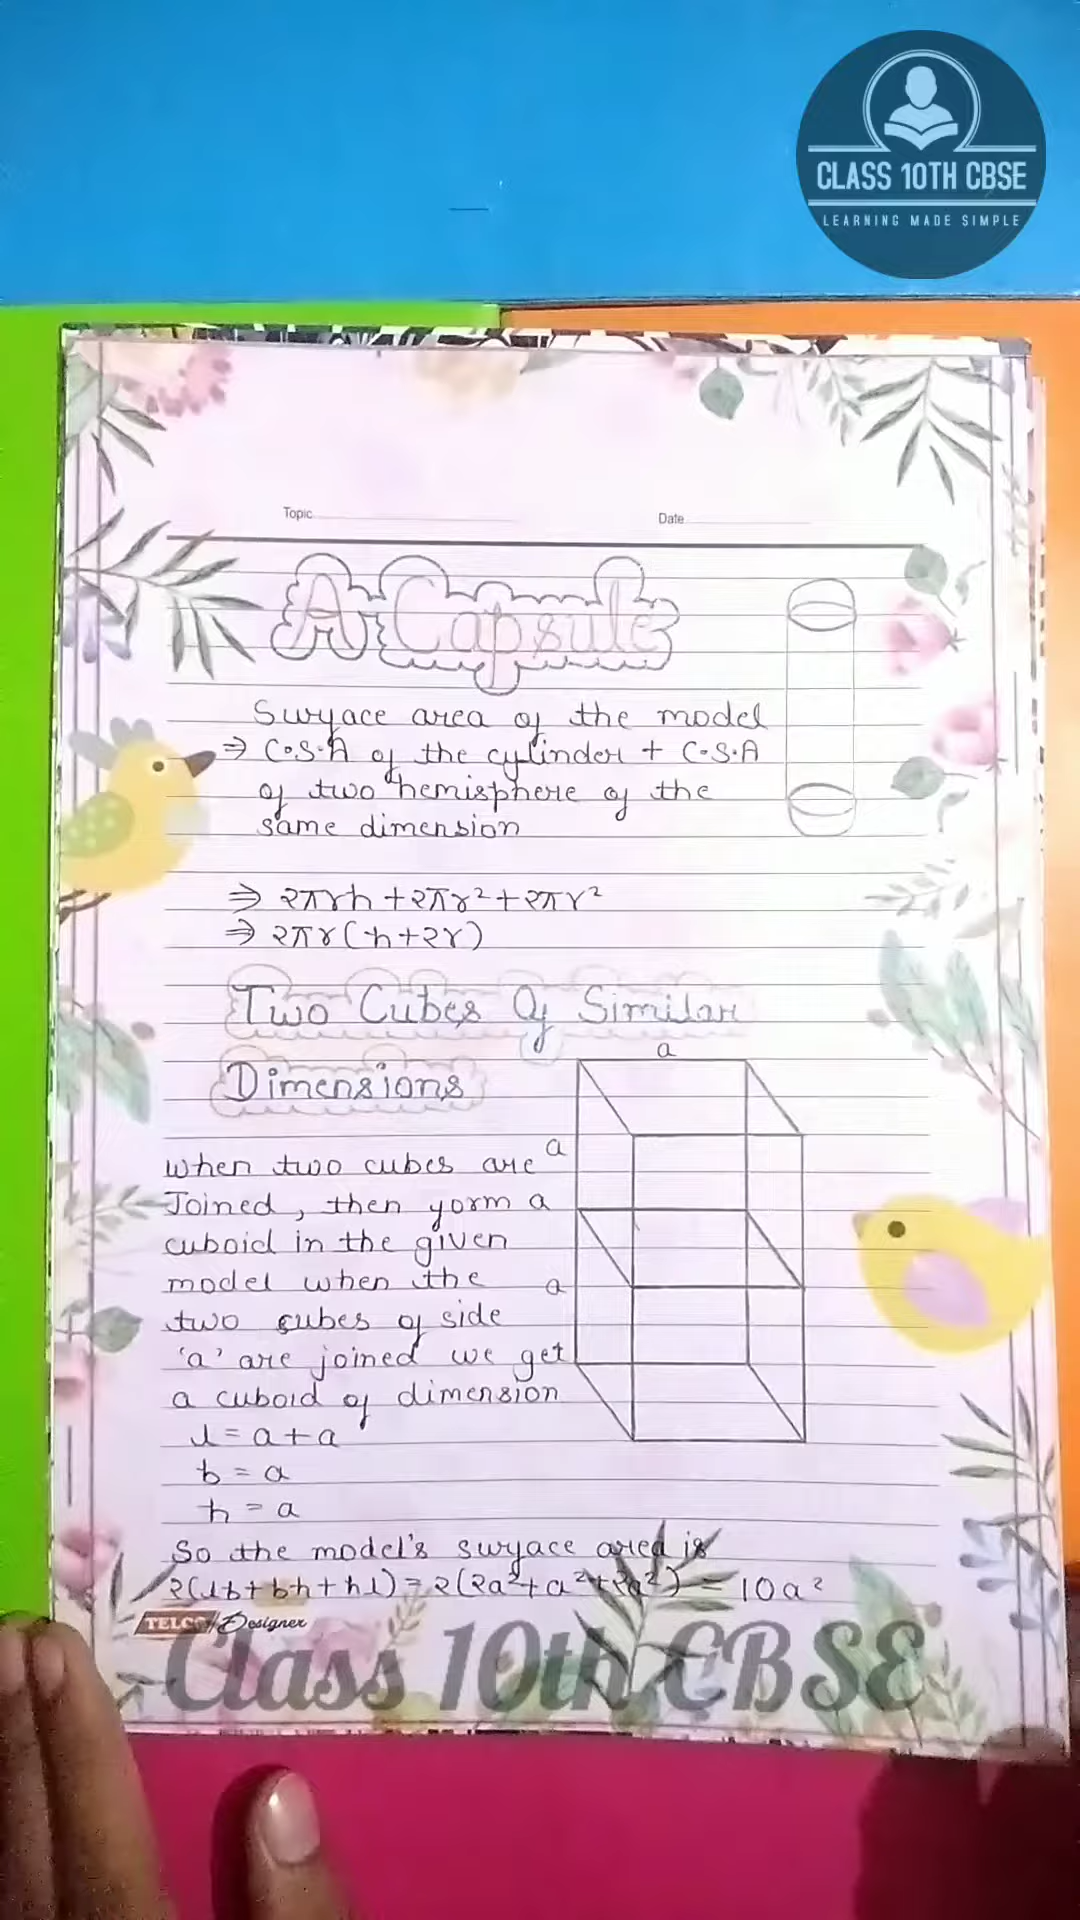 CLASS 10TH CBSE
LEARNING MADE SIMPLE
Topic
Date
A Capsule
Surface area of the model
⇒ C.S.A of the cylinder + C.S.A
of two hemisphere of the
same dimension
⇒ 2πrh + 2πr² + 2πr²
⇒ 2πr(h+2r)
Two Cubes Of Similar
Dimensions
a
a
a
When two cubes are
Joined, then form a
cuboid in the given
model when the
two cubes of side
'a' are joined we get
a cuboid of dimension
l = a+a
b = a
h = a
So the model's surface area is
2(lb+bh+hl) = 2(2a²+a²+2a²) = 10a²
TELCO Designer
Class 10th CBSE